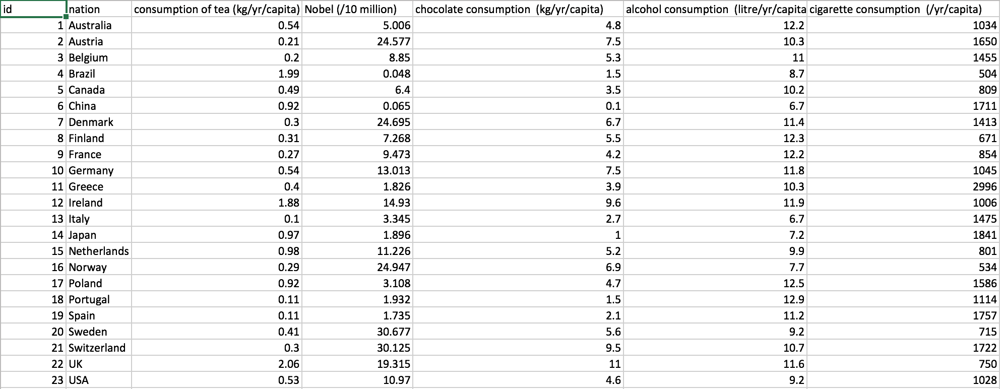 id nation consumption of tea (kg/yr/capita) Nobel (/10 million) chocolate consumption (kg/yr/capita) alcohol consumption (litre/yr/capita cigarette consumption (/yr/capita)
1 Australia 0.54 5.006 4.8 12.2 1034
2 Austria 0.21 24.577 7.5 10.3 1650
3 Belgium 0.2 8.85 5.3 11 1455
4 Brazil 1.99 0.048 1.5 8.7 504
5 Canada 0.49 6.4 3.5 10.2 809
6 China 0.92 0.065 0.1 6.7 1711
7 Denmark 0.3 24.695 6.7 11.4 1413
8 Finland 0.31 7.268 5.5 12.3 671
9 France 0.27 9.473 4.2 12.2 854
10 Germany 0.54 13.013 7.5 11.8 1045
11 Greece 0.4 1.826 3.9 10.3 2996
12 Ireland 1.88 14.93 9.6 11.9 1006
13 Italy 0.1 3.345 2.7 6.7 1475
14 Japan 0.97 1.896 1 7.2 1841
15 Netherlands 0.98 11.226 5.2 9.9 801
16 Norway 0.29 24.947 6.9 7.7 534
17 Poland 0.92 3.108 4.7 12.5 1586
18 Portugal 0.11 1.932 1.5 12.9 1114
19 Spain 0.11 1.735 2.1 11.2 1757
20 Sweden 0.41 30.677 5.6 9.2 715
21 Switzerland 0.3 30.125 9.5 10.7 1722
22 UK 2.06 19.315 11 11.6 750
23 USA 0.53 10.97 4.6 9.2 1028